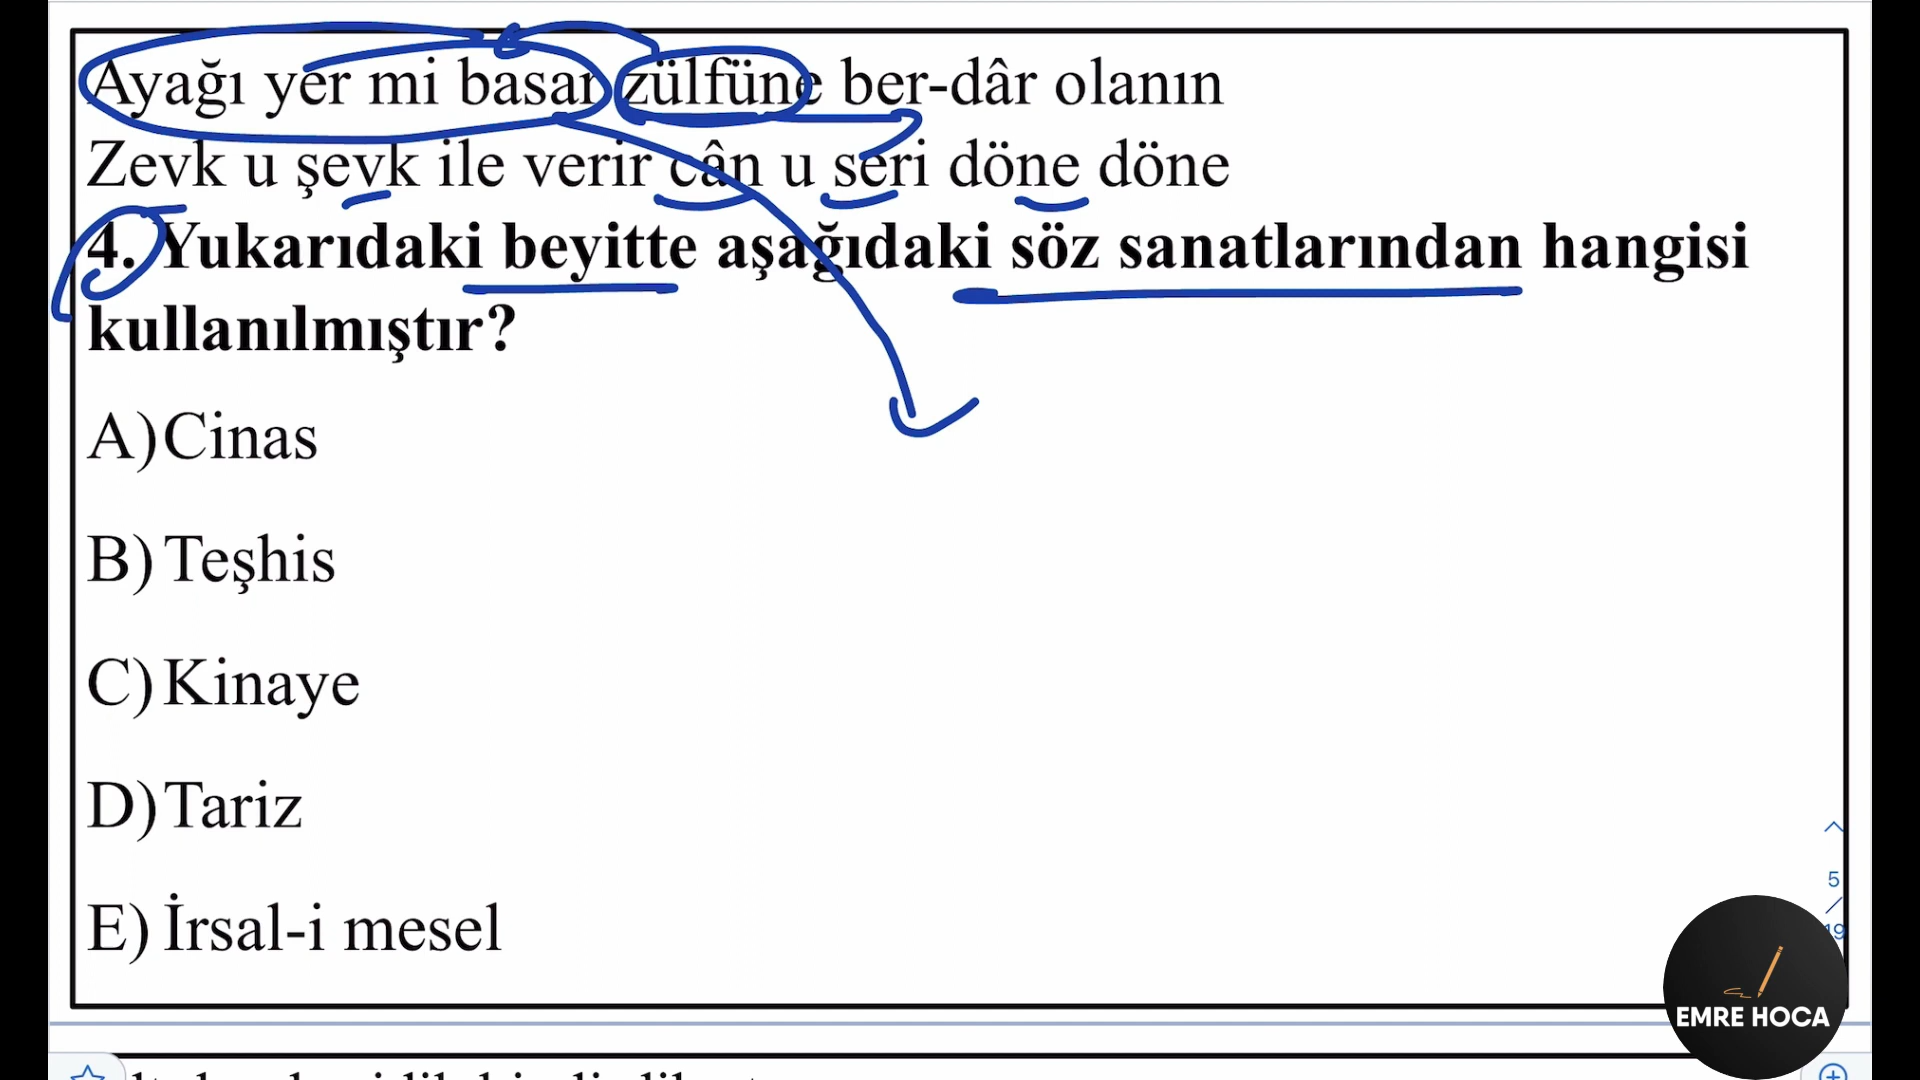 Ayağı yer mi basar zülfüne ber-dâr olanın
Zevk u şevk ile verir cân u seri döne döne
4. Yukarıdaki beyitte aşağıdaki söz sanatlarından hangisi
kullanılmıştır?
A) Cinas
B) Teşhis
C) Kinaye
D) Tariz
E) İrsal-i mesel
5
/
19
EMRE HOCA